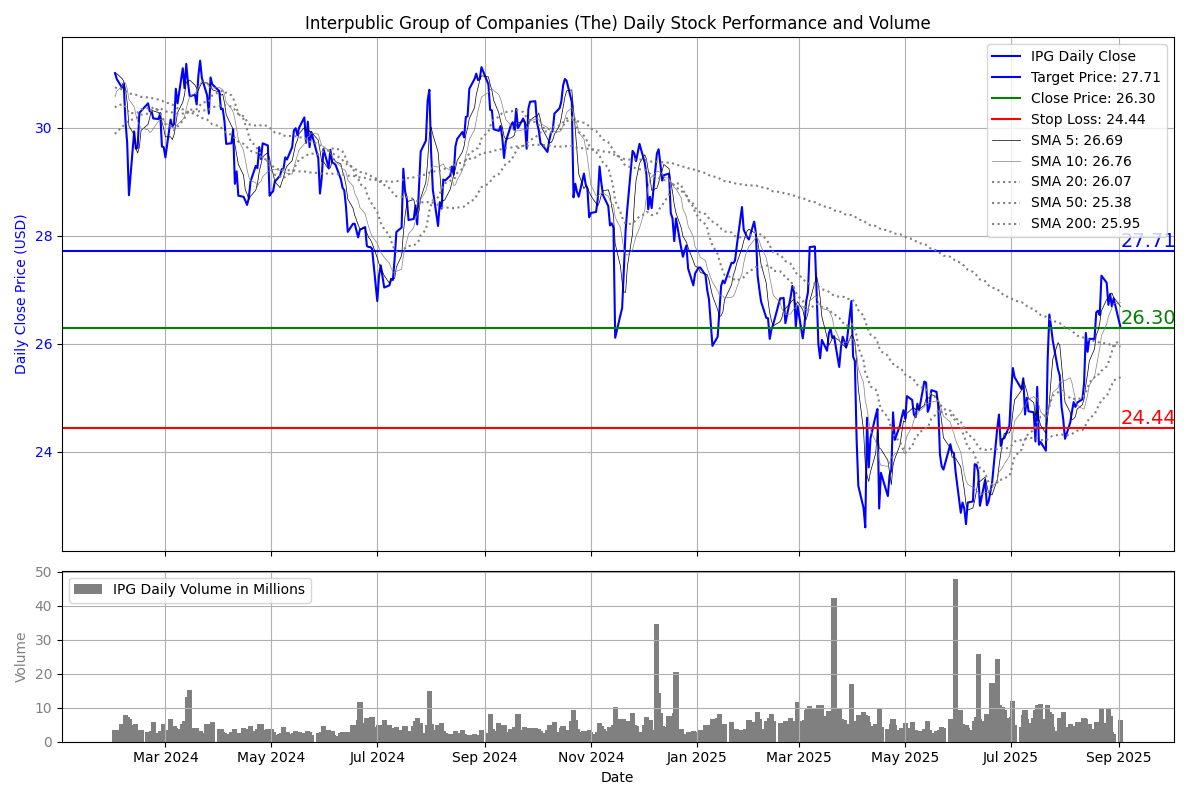 Interpublic Group of Companies (The) Daily Stock Performance and Volume
Daily Close Price (USD)
30
28
26
24
IPG Daily Close
Target Price: 27.71
Close Price: 26.30
Stop Loss: 24.44
SMA 5: 26.69
SMA 10: 26.76
SMA 20: 26.07
SMA 50: 25.38
SMA 200: 25.95
27.71
26.30
24.44
Volume
50
40
30
20
10
0
IPG Daily Volume in Millions
Mar 2024
May 2024
Jul 2024
Sep 2024
Nov 2024
Jan 2025
Mar 2025
May 2025
Jul 2025
Sep 2025
Date